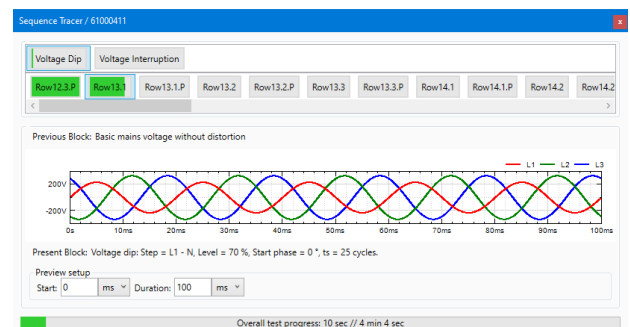 Sequence Tracer / 61000411
x
Voltage Dip Voltage Interruption
Row12.3.P Row13.1 Row13.1.P Row13.2 Row13.2.P Row13.3 Row13.3.P Row14.1 Row14.1.P Row14.2 Row14.2
Previous Block: Basic mains voltage without distortion
L1 L2 L3
200V
-200V
0s 10ms 20ms 30ms 40ms 50ms 60ms 70ms 80ms 90ms 100ms
Present Block: Voltage dip: Step = L1 - N, Level = 70 %, Start phase = 0 °, ts = 25 cycles.
Preview setup
Start: 0 ms Duration: 100 ms
Overall test progress: 10 sec // 4 min 4 sec